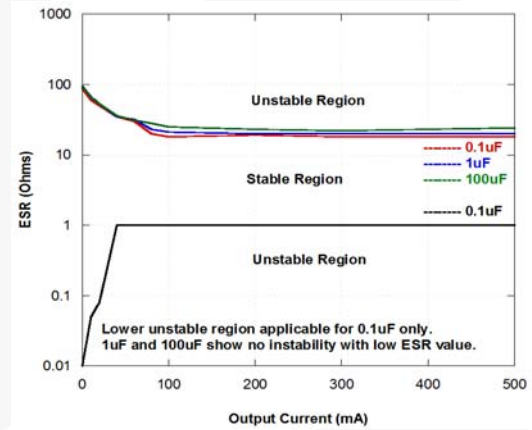 1000
100
10
1
0.1
0.01
ESR (Ohms)
Unstable Region
0.1uF
1uF
100uF
Stable Region
0.1uF
Unstable Region
Lower unstable region applicable for 0.1uF only.
1uF and 100uF show no instability with low ESR value.
0 100 200 300 400 500
Output Current (mA)